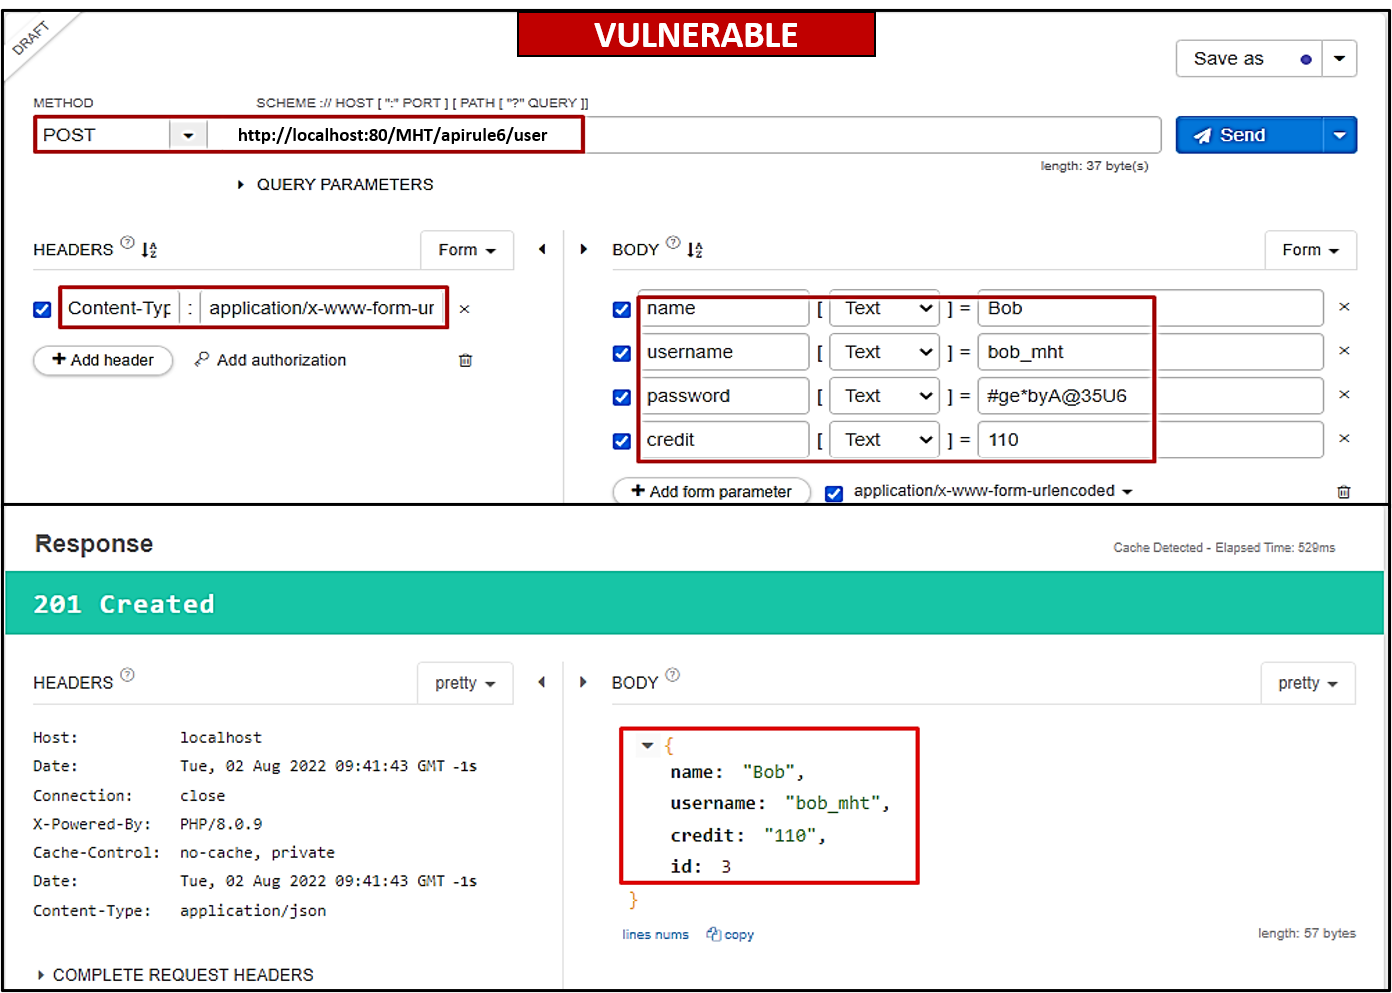 DRAFT
VULNERABLE
Save as
METHOD SCHEME :// HOST [ ":" PORT ] [ PATH [ "?" QUERY ]]
POST http://localhost:80/MHT/apirule6/user Send
length: 37 byte(s)
QUERY PARAMETERS
HEADERS ? Form BODY ? Form
Content-Typ : application/x-www-form-ur × name [ Text ] = Bob ×
username [ Text ] = bob_mht ×
+ Add header Add authorization
password [ Text ] = #ge*byA@35U6 ×
credit [ Text ] = 110 ×
+ Add form parameter application/x-www-form-urlencoded
Response
Cache Detected - Elapsed Time: 529ms
201 Created
HEADERS ? pretty BODY ? pretty
Host: localhost
Date: Tue, 02 Aug 2022 09:41:43 GMT -1s
Connection: close
X-Powered-By: PHP/8.0.9
Cache-Control: no-cache, private
Date: Tue, 02 Aug 2022 09:41:43 GMT -1s
Content-Type: application/json
COMPLETE REQUEST HEADERS
{
name: "Bob",
username: "bob_mht",
credit: "110",
id: 3
}
lines nums copy
length: 57 bytes